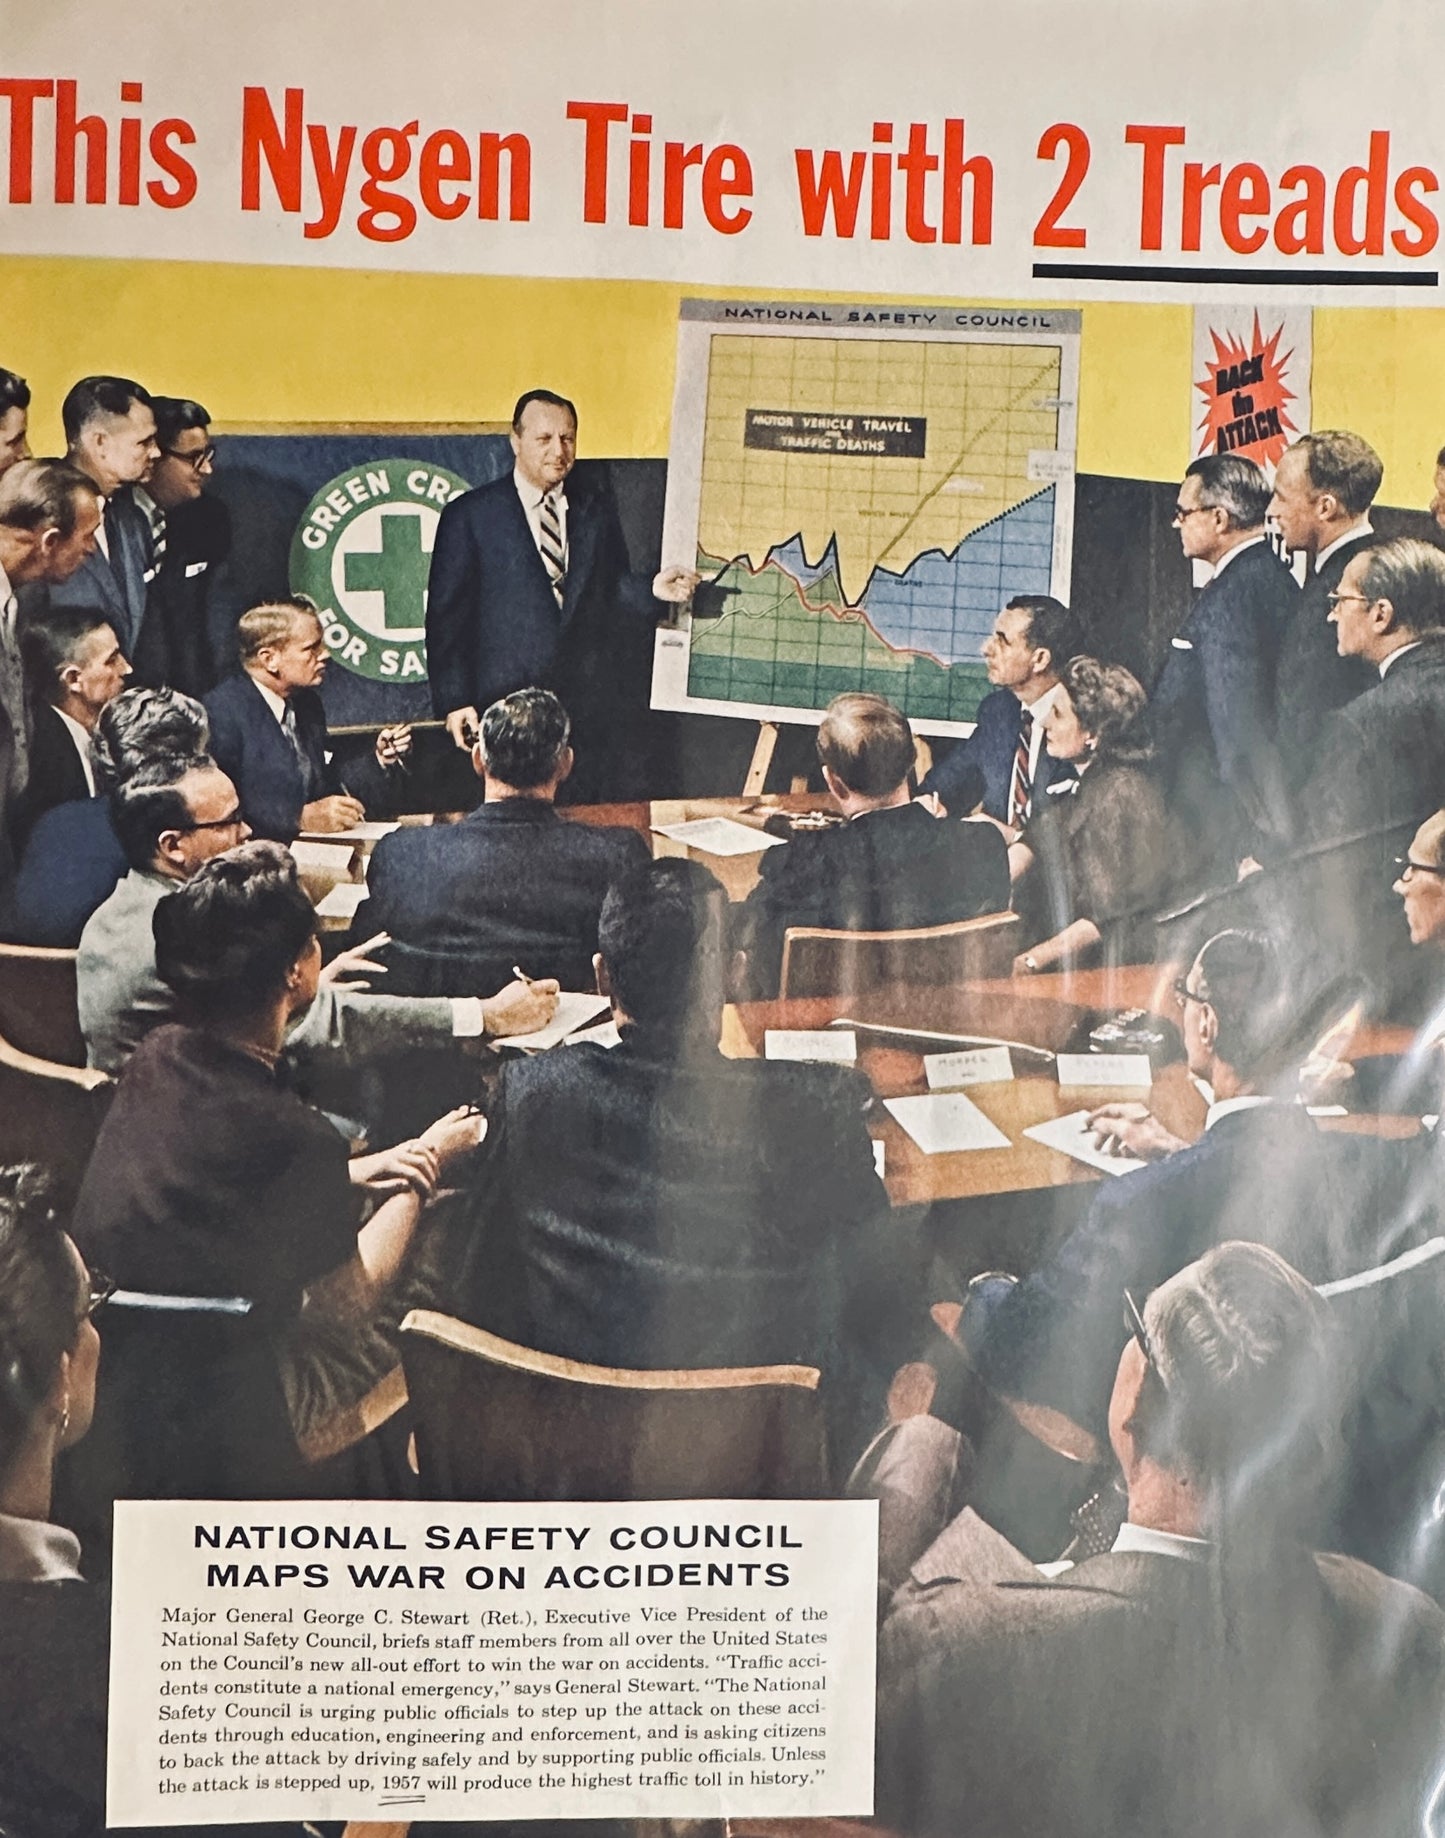 This Nygen Tire with 2 Treads
NATIONAL SAFETY COUNCIL
MOTOR VEHICLE TRAVEL
TRAFFIC DEATHS
BACK
the
ATTACK
GREEN CRO
FOR SA
VEHICLE MILES
DEATHS
NATIONAL SAFETY COUNCIL
MAPS WAR ON ACCIDENTS
Major General George C. Stewart (Ret.), Executive Vice President of the
National Safety Council, briefs staff members from all over the United States
on the Council's new all-out effort to win the war on accidents. “Traffic acci-
dents constitute a national emergency,” says General Stewart. “The National
Safety Council is urging public officials to step up the attack on these acci-
dents through education, engineering and enforcement, and is asking citizens
to back the attack by driving safely and by supporting public officials. Unless
the attack is stepped up, 1957 will produce the highest traffic toll in history.”